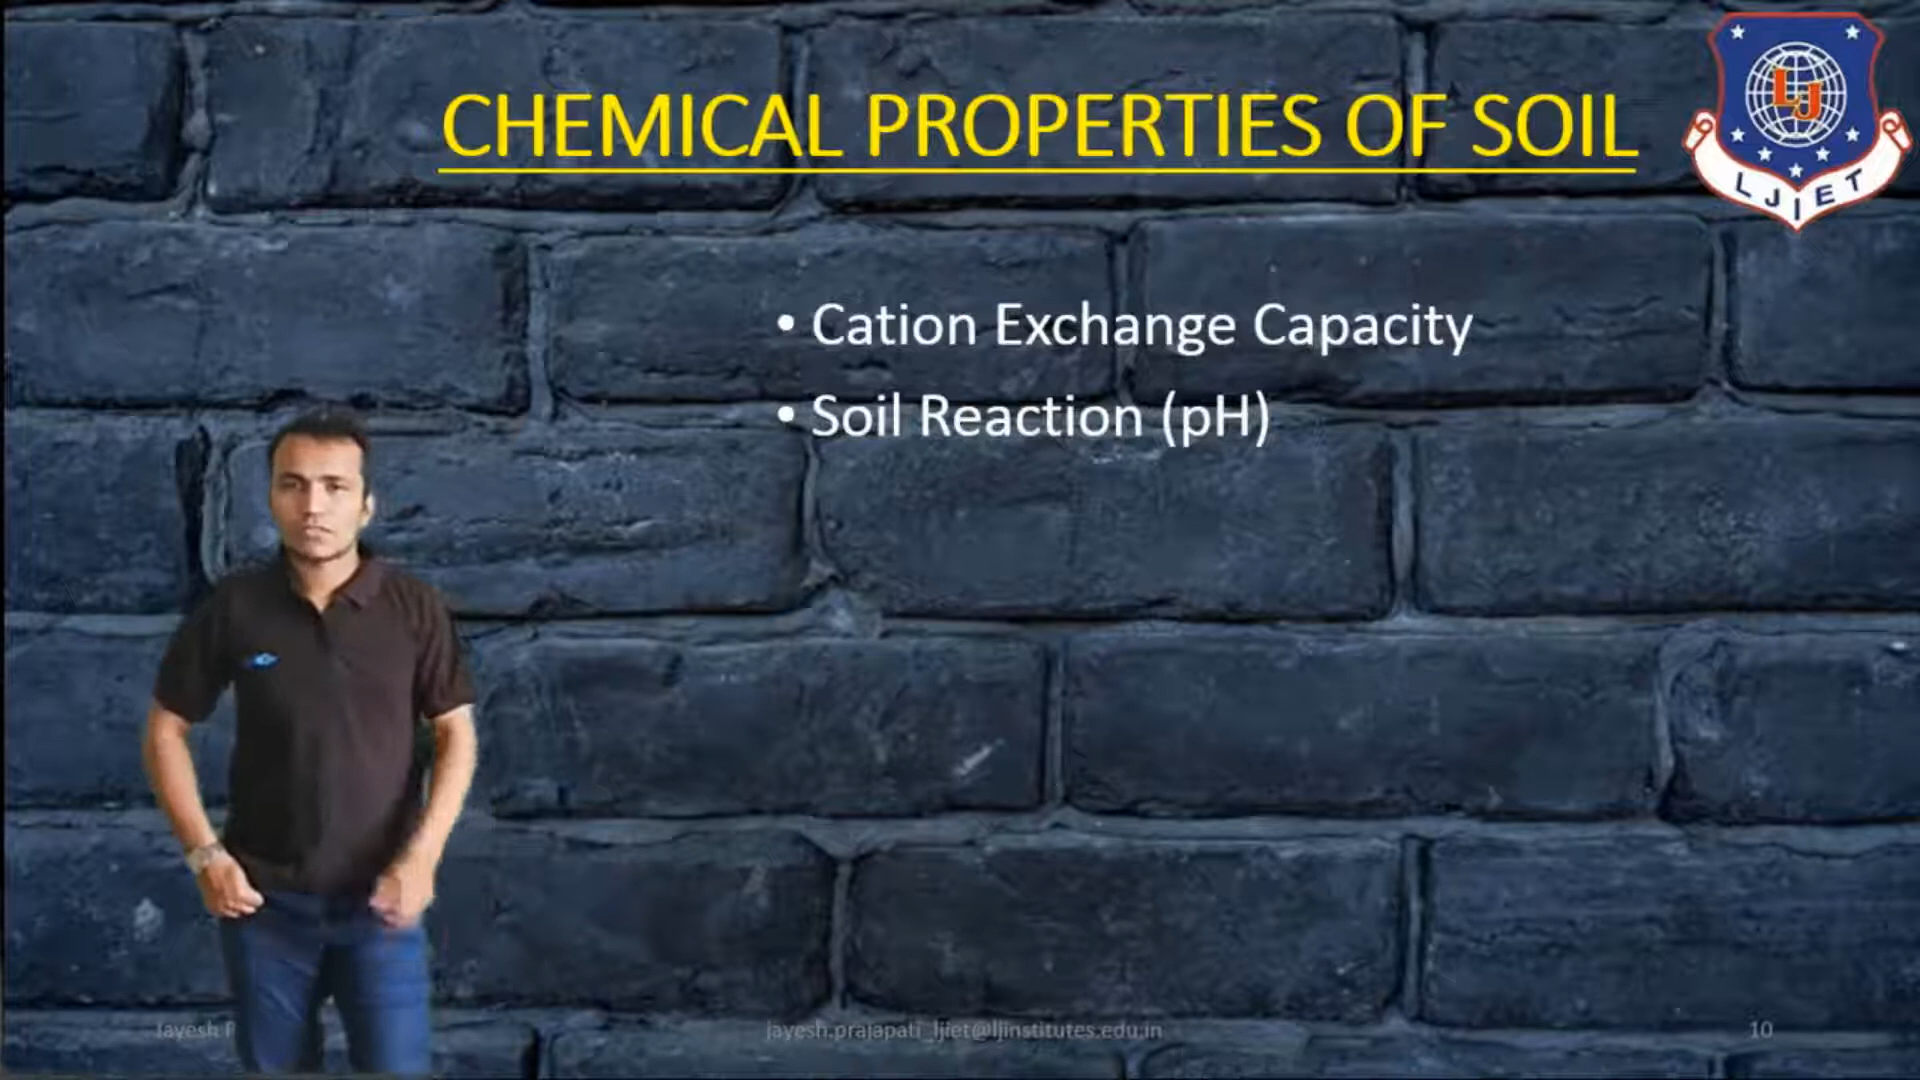 CHEMICAL PROPERTIES OF SOIL
LJ
LJIET
• Cation Exchange Capacity
• Soil Reaction (pH)
Jayesh P
jayesh.prajapati_ljiet@ljinstitutes.edu.in
10